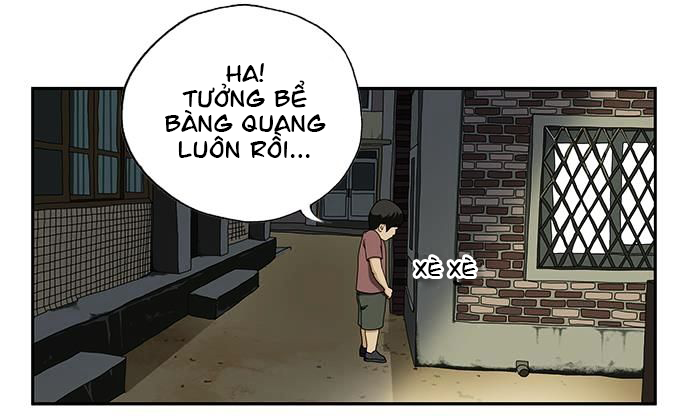 HA!
TƯỞNG BỂ
BÀNG QUANG
LUÔN RỒI...
XÈ XÈ